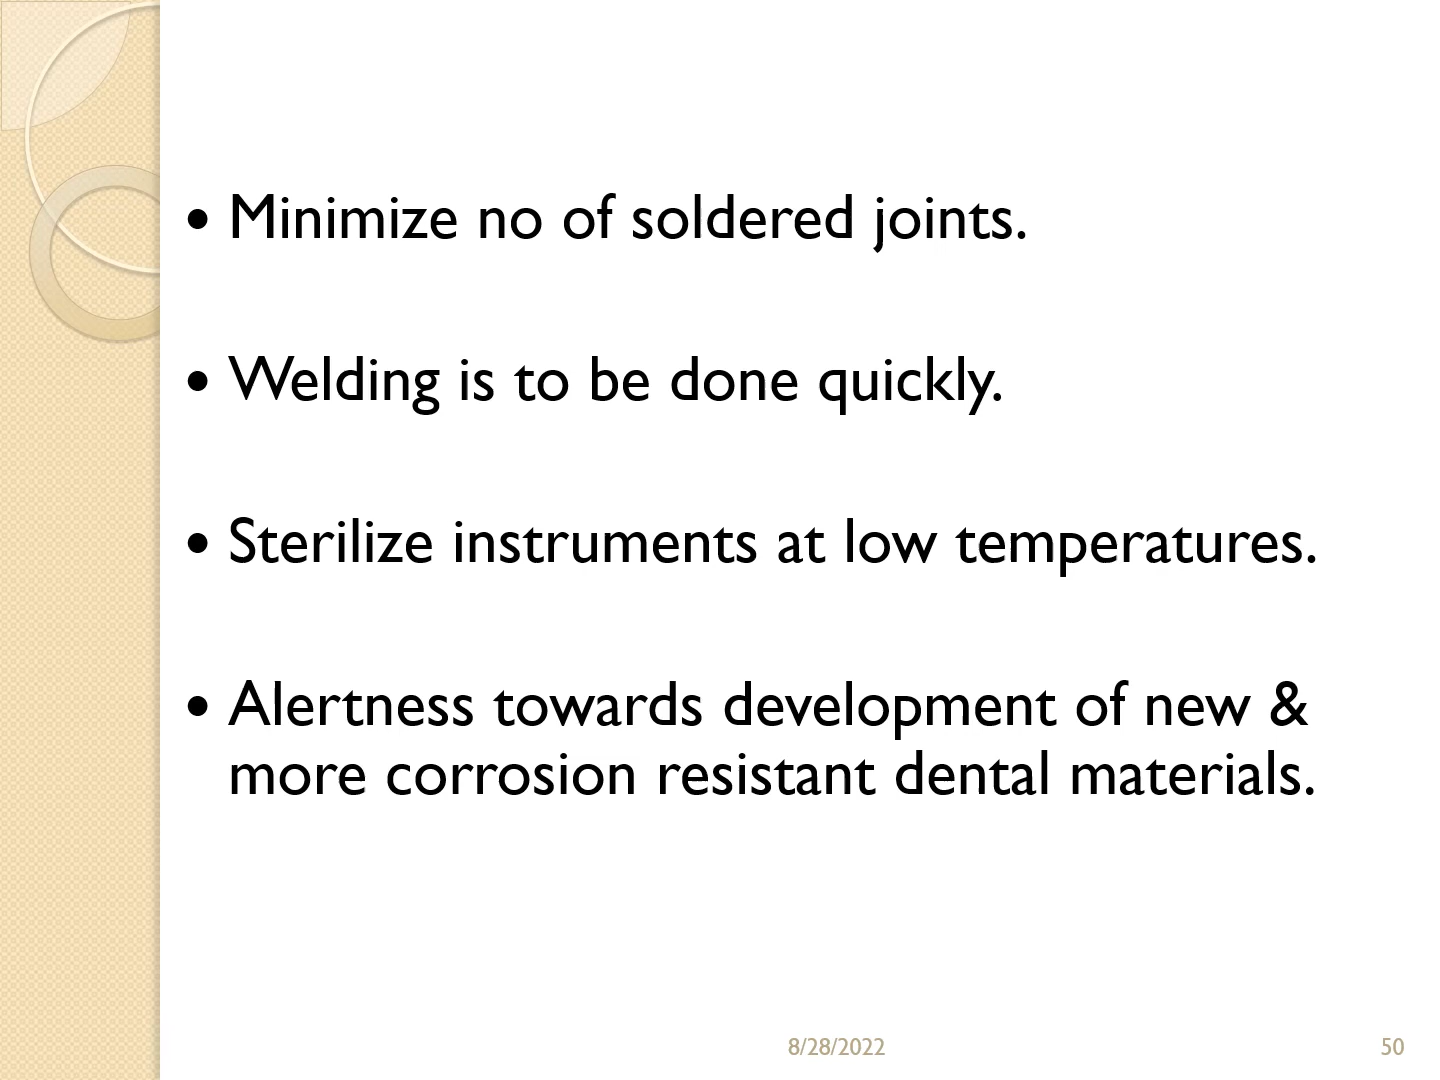 • Minimize no of soldered joints.
• Welding is to be done quickly.
• Sterilize instruments at low temperatures.
• Alertness towards development of new &
more corrosion resistant dental materials.
8/28/2022
50